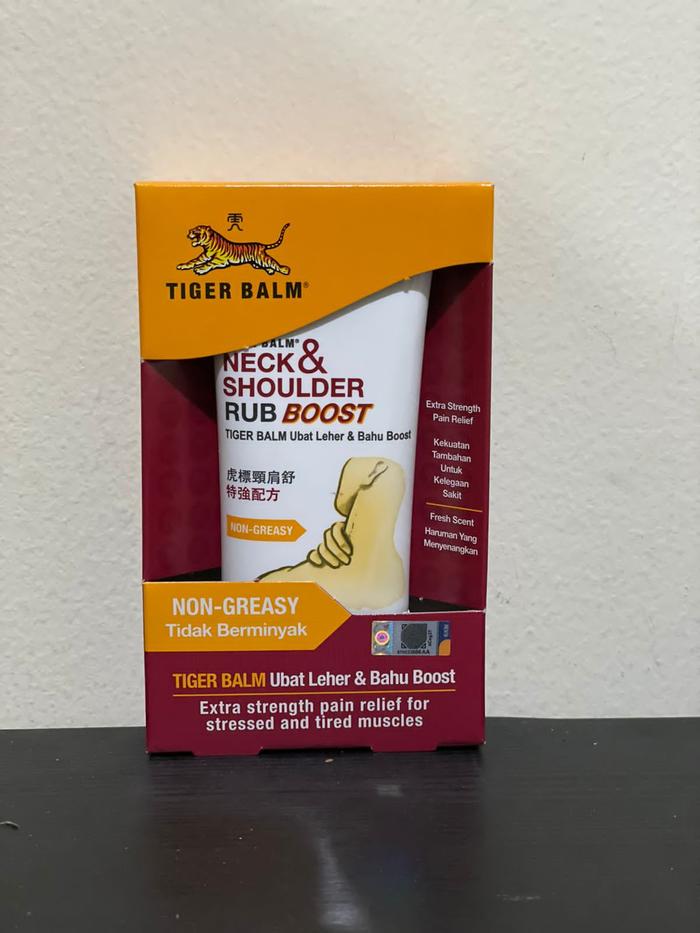 虎
TIGER BALM®
BALM®
NECK &
SHOULDER
RUB BOOST
TIGER BALM Ubat Leher & Bahu Boost
虎標頸肩舒
特強配方
NON-GREASY
Extra Strength
Pain Relief
Kekuatan
Tambahan
Untuk
Kelegaan
Sakit
Fresh Scent
Haruman Yang
Menyenangkan
NON-GREASY
Tidak Berminyak
TIGER BALM Ubat Leher & Bahu Boost
Extra strength pain relief for
stressed and tired muscles